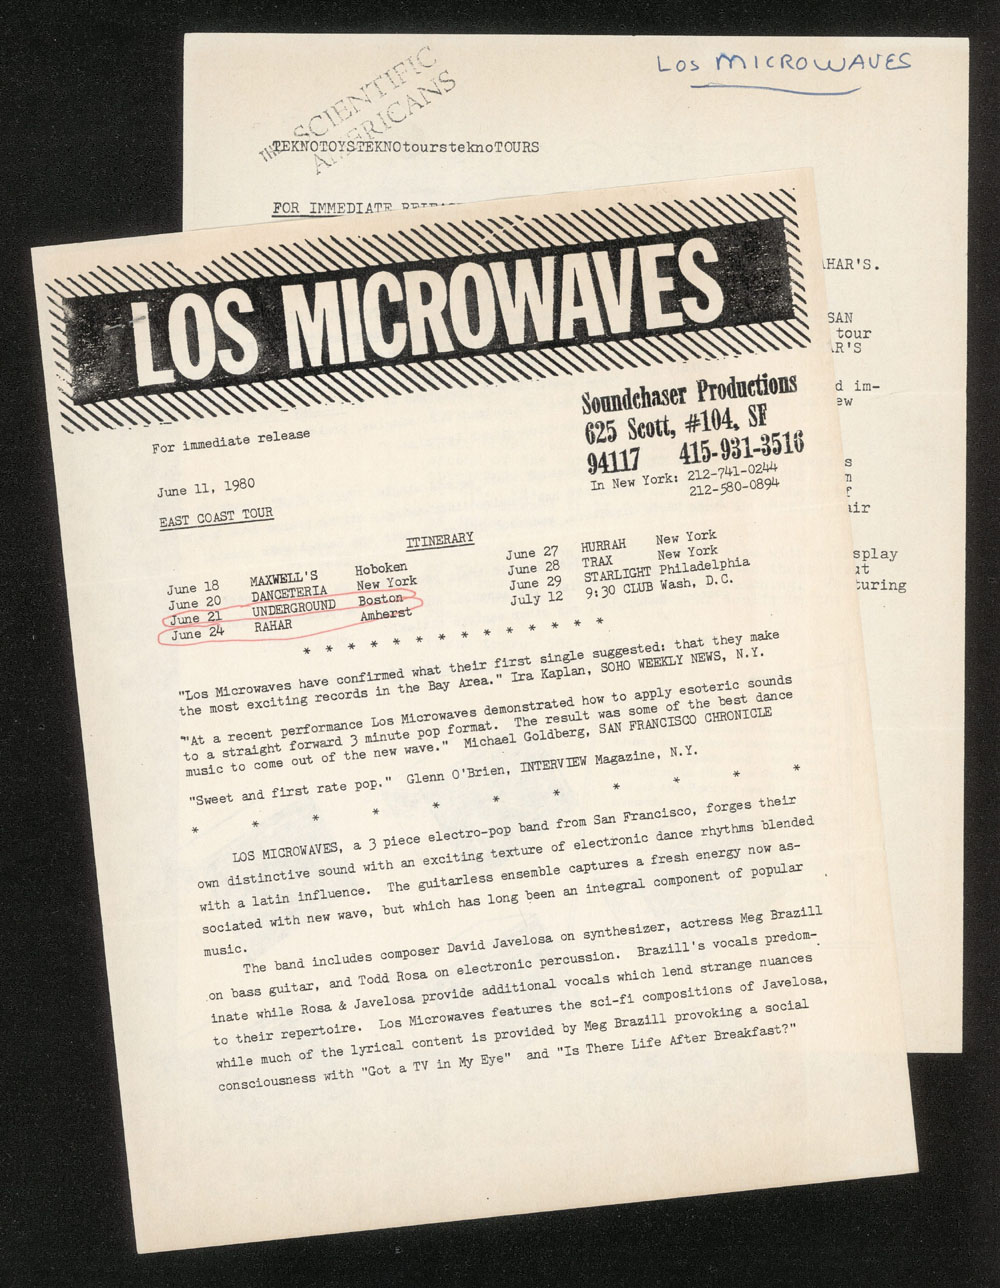 Los MICROWAVES
THE SCIENTIFIC
AMERICANS
TEKNOTOYSTEKNOtoursteknoTOURS
FOR IMMEDIATE
AHAR'S.
SAN
tour
AR'S
d im-
ew
s
n
f
air
splay
ut
turing
LOS MICROWAVES
Soundchaser Productions
625 Scott, #104, SF
94117 415-931-3516
In New York: 212-741-0244
212-580-0894
For immediate release
June 11, 1980
EAST COAST TOUR
ITINERARY
June 18 MAXWELL'S Hoboken
June 20 DANCETERIA New York
June 21 UNDERGROUND Boston
June 24 RAHAR Amherst
June 27 HURRAH New York
June 28 TRAX New York
June 29 STARLIGHT Philadelphia
July 12 9:30 CLUB Wash, D.C.
* * * * * * * * * * * * * *
"Los Microwaves have confirmed what their first single suggested: that they make
the most exciting records in the Bay Area." Ira Kaplan, SOHO WEEKLY NEWS, N.Y.
"At a recent performance Los Microwaves demonstrated how to apply esoteric sounds
to a straight forward 3 minute pop format. The result was some of the best dance
music to come out of the new wave." Michael Goldberg, SAN FRANCISCO CHRONICLE
"Sweet and first rate pop." Glenn O'Brien, INTERVIEW Magazine, N.Y.
* * * * * * * * * * *
LOS MICROWAVES, a 3 piece electro-pop band from San Francisco, forges their
own distinctive sound with an exciting texture of electronic dance rhythms blended
with a latin influence. The guitarless ensemble captures a fresh energy now as-
sociated with new wave, but which has long been an integral component of popular
music.
The band includes composer David Javelosa on synthesizer, actress Meg Brazill
on bass guitar, and Todd Rosa on electronic percussion. Brazill's vocals predom-
inate while Rosa & Javelosa provide additional vocals which lend strange nuances
to their repertoire. Los Microwaves features the sci-fi compositions of Javelosa,
while much of the lyrical content is provided by Meg Brazill provoking a social
consciousness with "Got a TV in My Eye" and "Is There Life After Breakfast?"